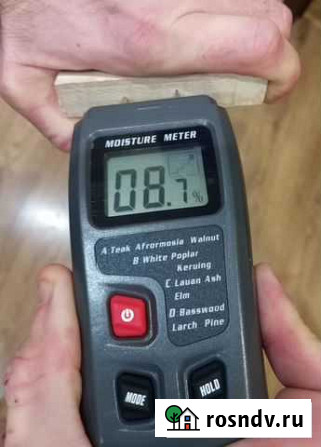 MOISTURE METER
08.7%
A:Teak Afrormosia Walnut
B:White Poplar
Keruing
C:Lauan Ash
Elm
D:Basswood
Larch Pine
MODE
HOLD
rosndv.ru